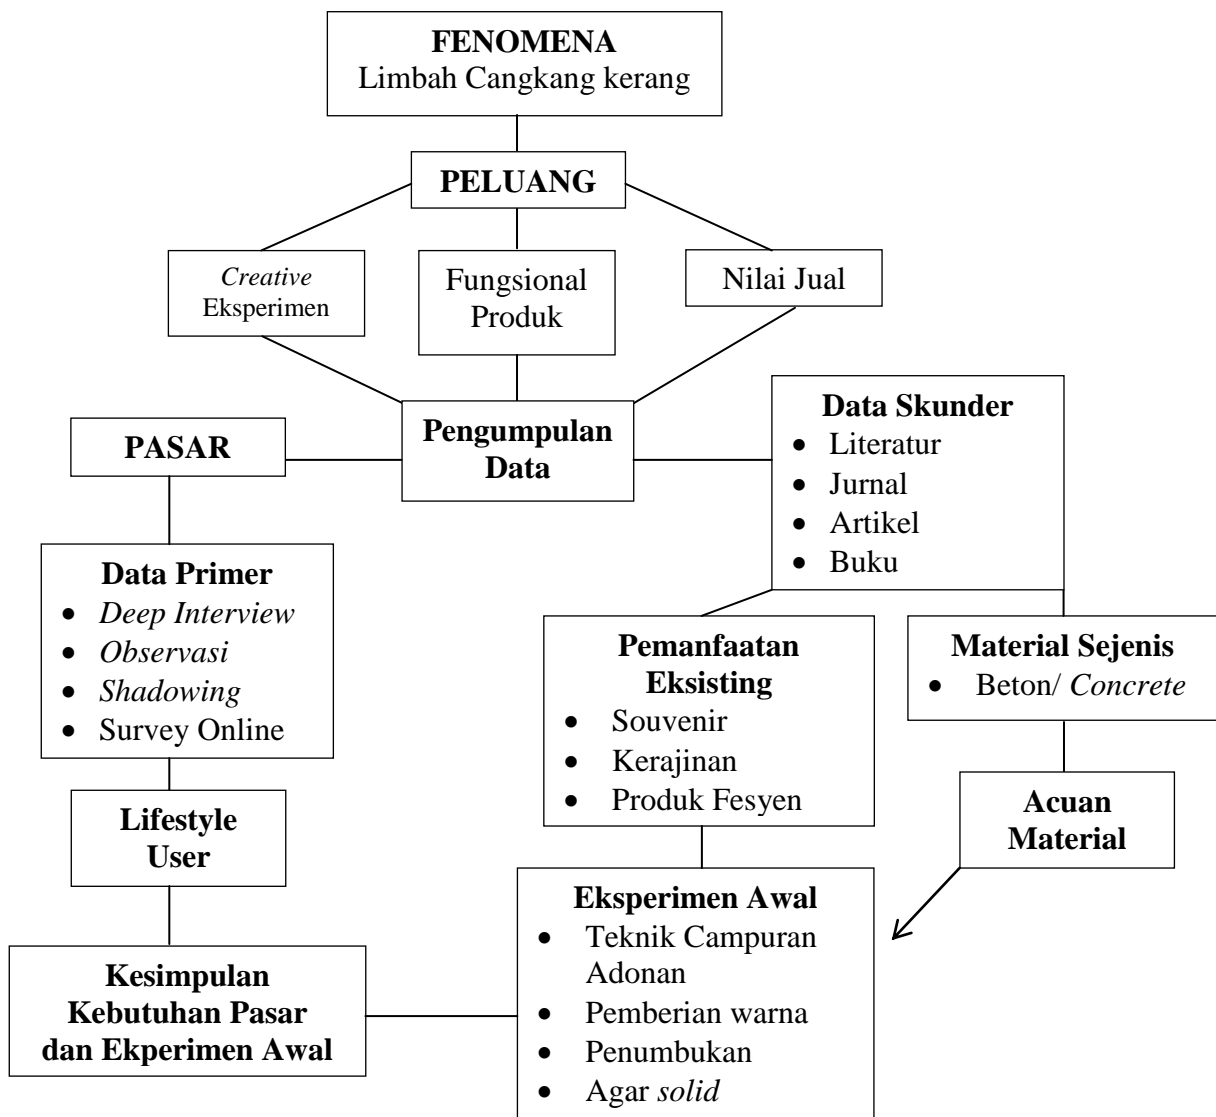 FENOMENA
Limbah Cangkang kerang
PELUANG
Creative
Eksperimen
Fungsional
Produk
Nilai Jual
PASAR
Pengumpulan
Data
Data Skunder
• Literatur
• Jurnal
• Artikel
• Buku
Data Primer
• Deep Interview
• Observasi
• Shadowing
• Survey Online
Pemanfaatan
Eksisting
• Souvenir
• Kerajinan
• Produk Fesyen
Material Sejenis
• Beton/ Concrete
Lifestyle
User
Acuan
Material
Kesimpulan
Kebutuhan Pasar
dan Ekperimen Awal
Eksperimen Awal
• Teknik Campuran
Adonan
• Pemberian warna
• Penumbukan
• Agar solid